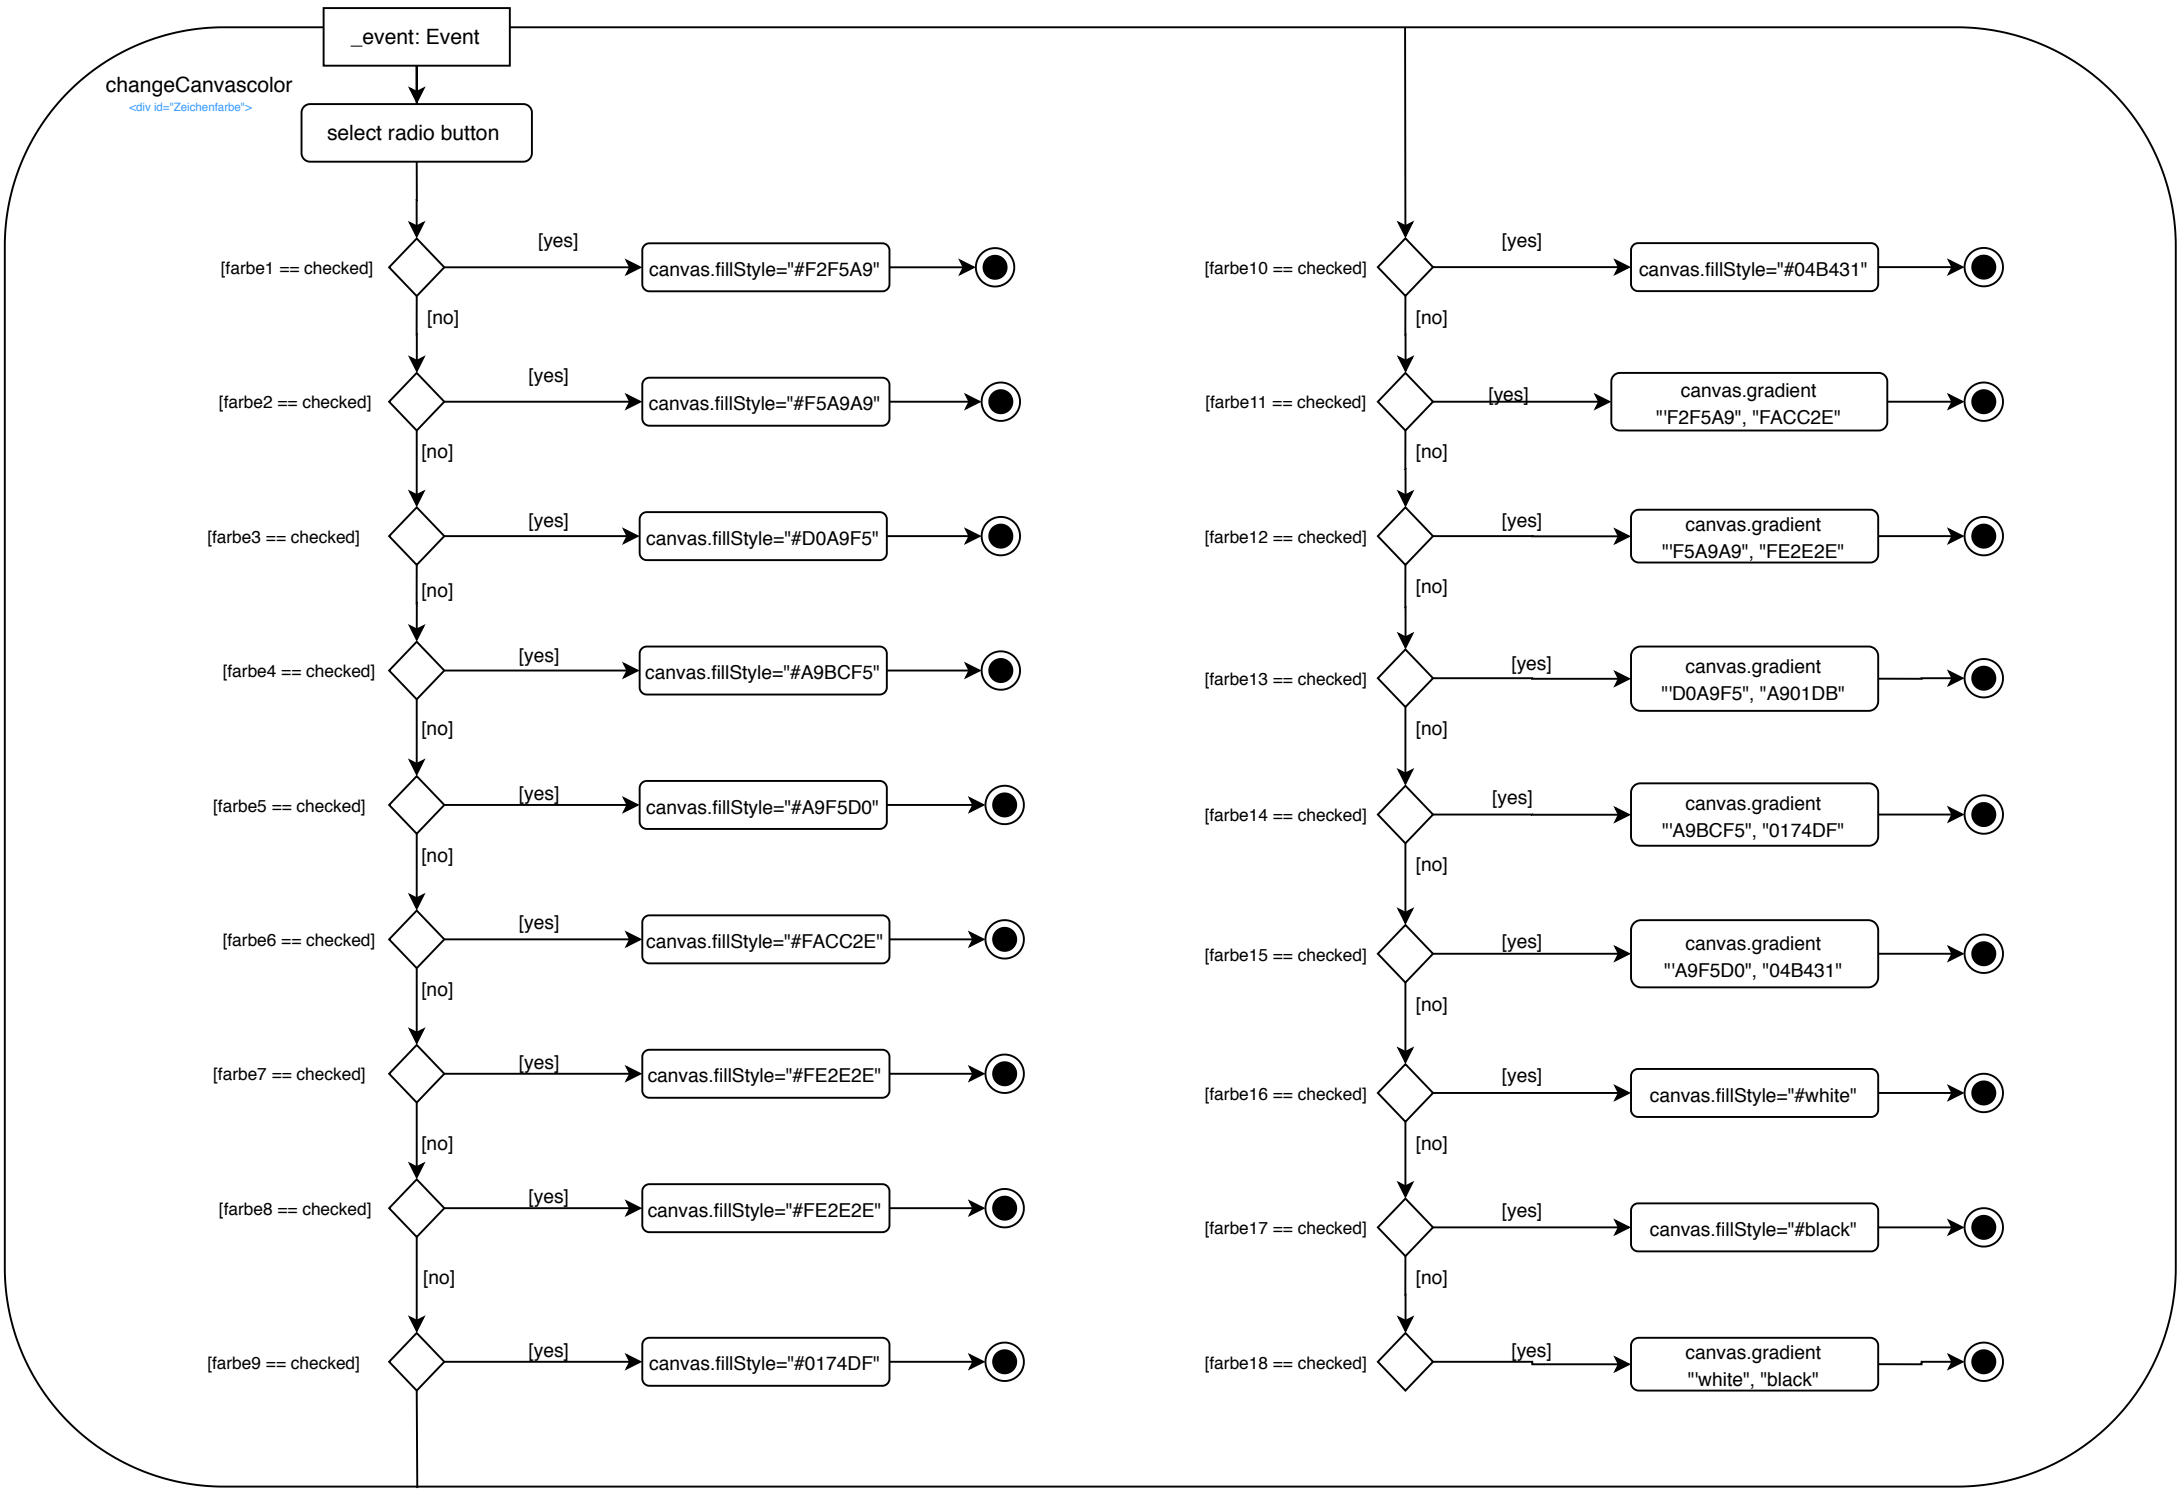 _event: Event
changeCanvascolor
<div id="Zeichenfarbe">
select radio button
[farbe1 == checked]
[yes]
canvas.fillStyle="#F2F5A9"
[no]
[farbe2 == checked]
[yes]
canvas.fillStyle="#F5A9A9"
[no]
[farbe3 == checked]
[yes]
canvas.fillStyle="#D0A9F5"
[no]
[farbe4 == checked]
[yes]
canvas.fillStyle="#A9BCF5"
[no]
[farbe5 == checked]
[yes]
canvas.fillStyle="#A9F5D0"
[no]
[farbe6 == checked]
[yes]
canvas.fillStyle="#FACC2E"
[no]
[farbe7 == checked]
[yes]
canvas.fillStyle="#FE2E2E"
[no]
[farbe8 == checked]
[yes]
canvas.fillStyle="#FE2E2E"
[no]
[farbe9 == checked]
[yes]
canvas.fillStyle="#0174DF"
[farbe10 == checked]
[yes]
canvas.fillStyle="#04B431"
[no]
[farbe11 == checked]
[yes]
canvas.gradient
"'F2F5A9", "FACC2E"
[no]
[farbe12 == checked]
[yes]
canvas.gradient
"'F5A9A9", "FE2E2E"
[no]
[farbe13 == checked]
[yes]
canvas.gradient
"'D0A9F5", "A901DB"
[no]
[farbe14 == checked]
[yes]
canvas.gradient
"'A9BCF5", "0174DF"
[no]
[farbe15 == checked]
[yes]
canvas.gradient
"'A9F5D0", "04B431"
[no]
[farbe16 == checked]
[yes]
canvas.fillStyle="#white"
[no]
[farbe17 == checked]
[yes]
canvas.fillStyle="#black"
[no]
[farbe18 == checked]
[yes]
canvas.gradient
"'white", "black"